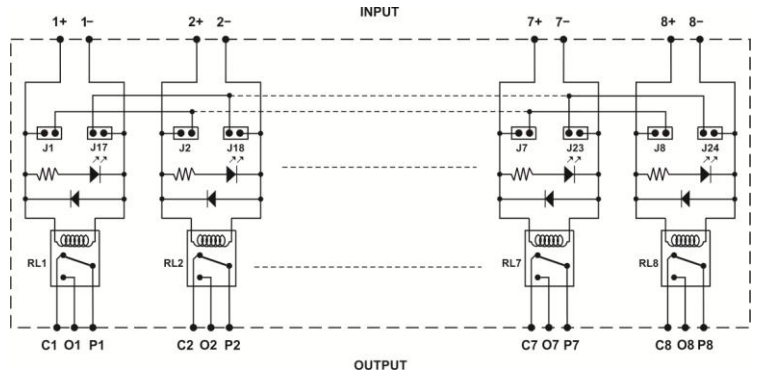 INPUT
1+ 1– 2+ 2– 7+ 7– 8+ 8–
J1 J17 J2 J18 J7 J23 J8 J24
RL1 RL2 RL7 RL8
C1 O1 P1 C2 O2 P2 C7 O7 P7 C8 O8 P8
OUTPUT